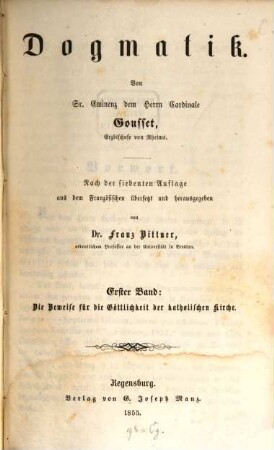 Dogmatik.
Von
Sr. Eminenz dem Herrn Cardinale
Gousset,
Erzbischofe von Rheims.
Nach der siebenten Auflage
aus dem Französischen übersetzt und herausgegeben
von
Dr. Franz Bittner,
ordentlichem Professor an der Universität in Breslau.
Erster Band:
Die Beweise für die Göttlichkeit der katholischen Kirche.
Regensburg.
Verlag von G. Joseph Manz.
1855.